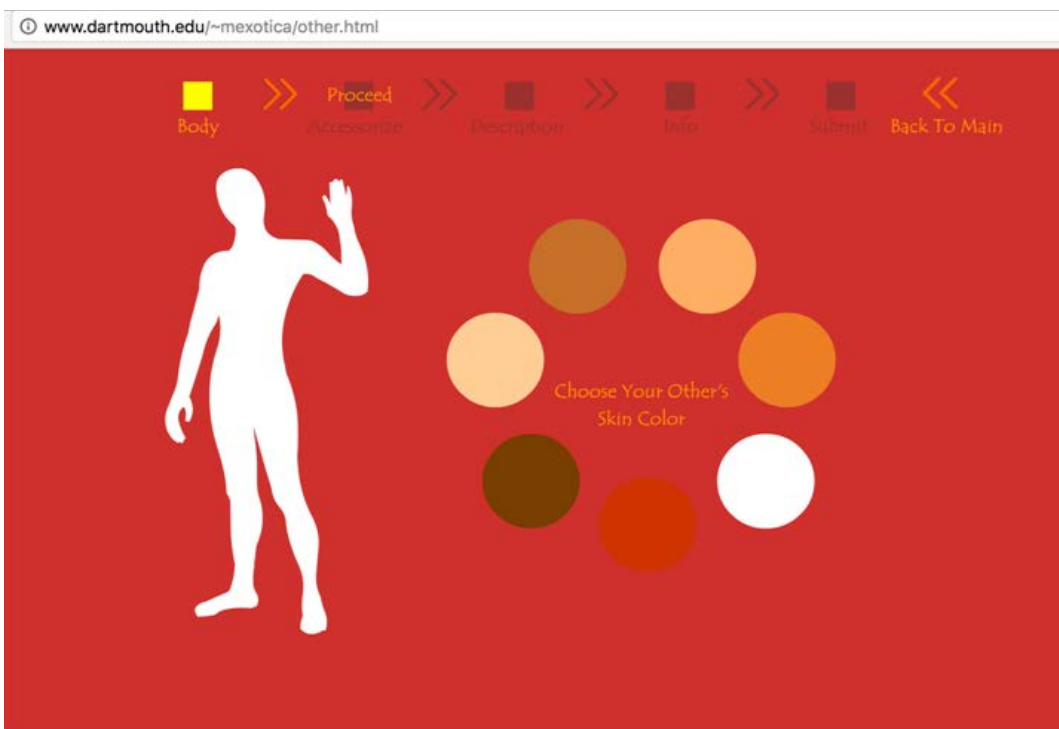 www.dartmouth.edu/~mexotica/other.html
Proceed
Body Accessorize Description Info Submit Back To Main
Choose Your Other's
Skin Color